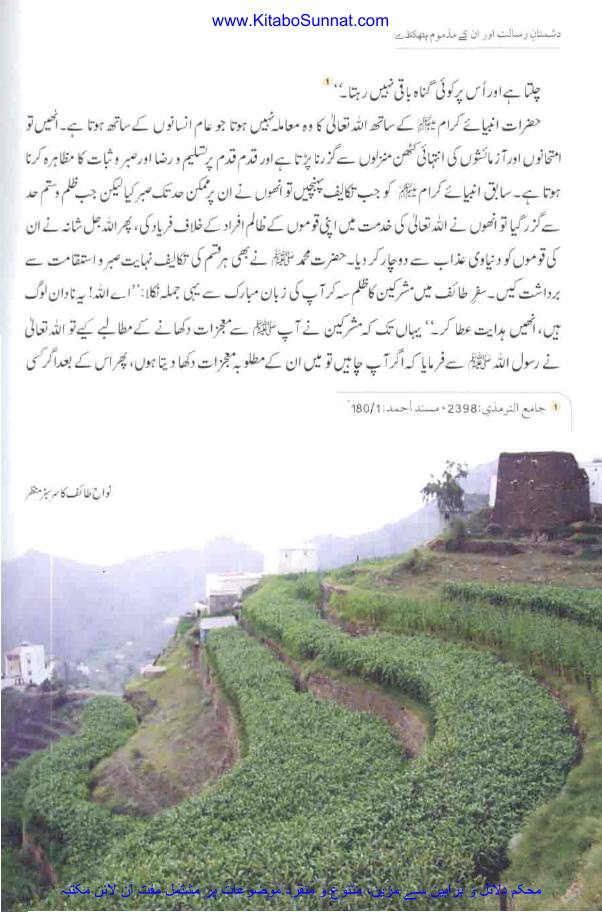 www.KitaboSunnat.com
دشمنانِ رسالت اور ان کے مذموم ہتھکنڈے
چلتا ہے اور اُس پر کوئی گناہ باقی نہیں رہتا۔‘‘ 1
حضرات انبیائے کرام ﷩ کے ساتھ اللہ تعالیٰ کا وہ معاملہ نہیں ہوتا جو عام انسانوں کے ساتھ ہوتا ہے۔ انھیں تو
امتحانوں اور آزمائشوں کی انتہائی کٹھن منزلوں سے گزرنا پڑتا ہے اور قدم قدم پر تسلیم و رضا اور صبر و ثبات کا مظاہرہ کرنا
ہوتا ہے۔ سابق انبیائے کرام ﷩ کو جب تکالیف پہنچیں تو انھوں نے ان پر ممکن حد تک صبر کیا لیکن جب ظلم و ستم حد
سے گزر گیا تو انھوں نے اللہ تعالیٰ کی خدمت میں اپنی قوموں کے ظالم افراد کے خلاف فریاد کی، پھر اللہ جل شانہ نے ان
کی قوموں کو دنیاوی عذاب سے دوچار کر دیا۔ حضرت محمد ﷺ نے بھی ہر قسم کی تکالیف نہایت صبر و استقامت سے
برداشت کیں۔ سفرِ طائف میں مشرکین کا ظلم سہ کر آپ کی زبان مبارک سے یہی جملہ نکلا: ’’اے اللہ! یہ نادان لوگ
ہیں، انھیں ہدایت عطا کر۔‘‘ یہاں تک کہ مشرکین نے آپ ﷺ سے معجزات دکھانے کے مطالبے کیے تو اللہ تعالیٰ
نے رسول اللہ ﷺ سے فرمایا کہ اگر آپ چاہیں تو میں ان کے مطلوبہ معجزات دکھا دیتا ہوں، پھر اس کے بعد اگر کسی
1 جامع الترمذي: 2398، مسند أحمد: 180/1.
نواحِ طائف کا سرسبز منظر
محکم دلائل و براہین سے مزین، متنوع و منفرد موضوعات پر مشتمل مفت آن لائن مکتبہ